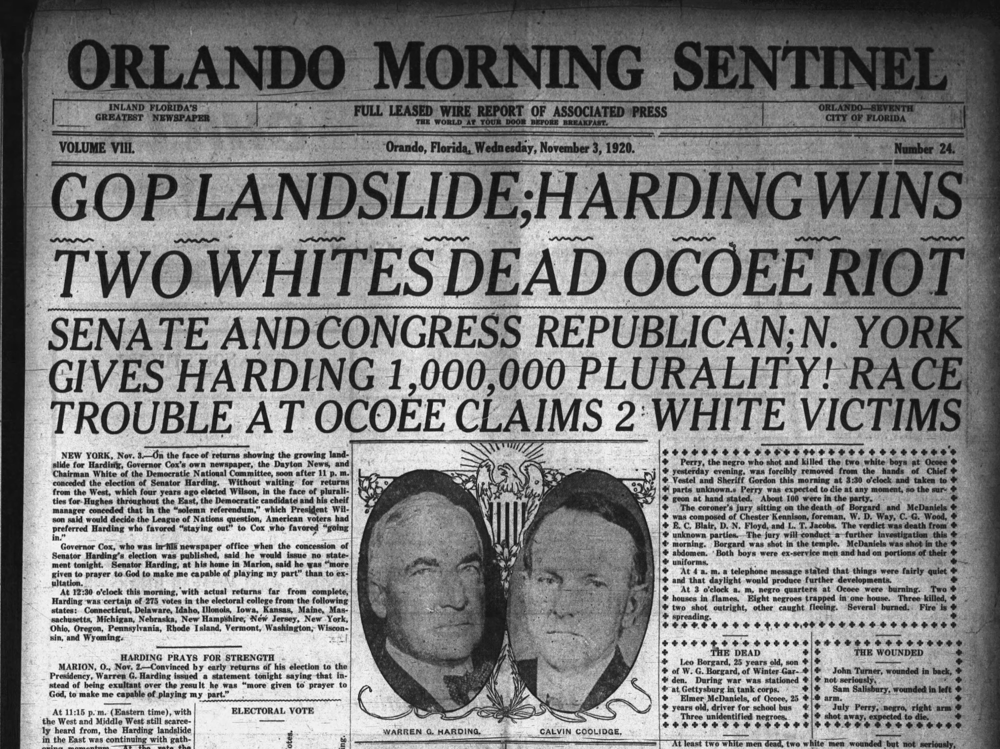 ORLANDO MORNING SENTINEL
INLAND FLORIDA'S
GREATEST NEWSPAPER
FULL LEASED WIRE REPORT OF ASSOCIATED PRESS
THE WORLD AT YOUR DOOR BEFORE BREAKFAST.
ORLANDO—SEVENTH
CITY OF FLORIDA
VOLUME VIII.
Orando, Florida, Wednesday, November 3, 1920.
Number 24.
GOP LANDSLIDE;HARDING WINS
TWO WHITES DEAD OCOEE RIOT
SENATE AND CONGRESS REPUBLICAN; N. YORK
GIVES HARDING 1,000,000 PLURALITY! RACE
TROUBLE AT OCOEE CLAIMS 2 WHITE VICTIMS
NEW YORK, Nov. 3.—On the face of returns showing the growing land-
slide for Harding, Governor Cox's own newspaper, the Dayton News, and
Chairman White of the Democratic National Committee, soon after 11 p. m.
conceded the election of Senator Harding. Without waiting for returns
from the West, which four years ago elected Wilson, in the face of plurali-
ties for Hughes throughout the East, the Democratic candidate and his cheif
manager conceded that in the "solemn referendum," which President Wil-
son said would decide the League of Nations question, American voters had
preferred Harding who favored "staying out" to Cox who favored "going
in."
Governor Cox, who was in his newspaper office when the concession of
Senator Harding's election was published, said he would issue no state-
ment tonight. Senator Harding, at his home in Marion, said he was "more
given to prayer to God to make me capable of playing my part" than to ex-
ultation.
At 12:30 o'clock this morning, with actual returns far from complete,
Harding was certain of 275 votes in the electoral college from the following
states: Connecticut, Delaware, Idaho, Illonois, Iowa, Kansas, Maine, Mas-
sachusetts, Michigan, Nebraska, New Hampshire, New Jersey, New York,
Ohio, Oregon, Pennsylvania, Rhode Island, Vermont, Washington, Wiscon-
sin, and Wyoming.
HARDING PRAYS FOR STRENGTH
MARION, O., Nov. 2.—Convinced by early returns of his election to the
Presidency, Warren G. Harding issued a statement tonight saying that in-
stead of being exultant over the result he was "more given to prayer to
God, to make me capable of playing my part."
At 11:15 p. m. (Eastern time), with
the West and Middle West still scarce-
ly heard from, the Harding landslide
in the East was continuing with gath-
ering momentum. At the rate the
ELECTORAL VOTE
WARREN G. HARDING.
CALVIN COOLIDGE.
Perry, the negro who shot and killed the two white boys at Ocoee
yesterday evening, was forcibly removed from the hands of Chief
Vestel and Sheriff Gordon this morning at 3:30 o'clock and taken to
parts unknown. Perry was expected to die at any moment, so the sur-
geon at hand stated. About 100 were in the party.
The coroner's jury sitting on the death of Borgard and McDaniels
was composed of Chester Kennison, foreman, W. D. Way, C. G. Wood,
E. C. Blair, D. N. Floyd, and L. T. Jacobs. The verdict was death from
unknown parties. The jury will conduct a further investigation this
morning. Borgard was shot in the temple. McDaniels was shot in the
abdomen. Both boys were ex-service men and had on portions of their
uniforms.
At 4 a. m. a telephone message stated that things were fairly quiet
and that daylight would produce further developments.
At 3 o'clock a. m. negro quarters at Ocoee were burning. Two
houses in flames. Eight negroes trapped in one house. Three killed,
two shot outright, other caught fleeing. Several burned. Fire is
spreading.
THE DEAD
Leo Borgard, 25 years old, son
of W. G. Borgard, of Winter Gar-
den. During war was stationed
at Gettysburg in tank corps.
Elmer McDaniels, of Ocoee, 25
years old, driver for school bus
Three unidentified negroes.
THE WOUNDED
John Turner, wounded in back,
not seriously.
Sam Salisbury, wounded in left
arm.
July Perry, negro, right arm
shot away, expected to die.
At least two white men dead, two white men wounded but not seriously,